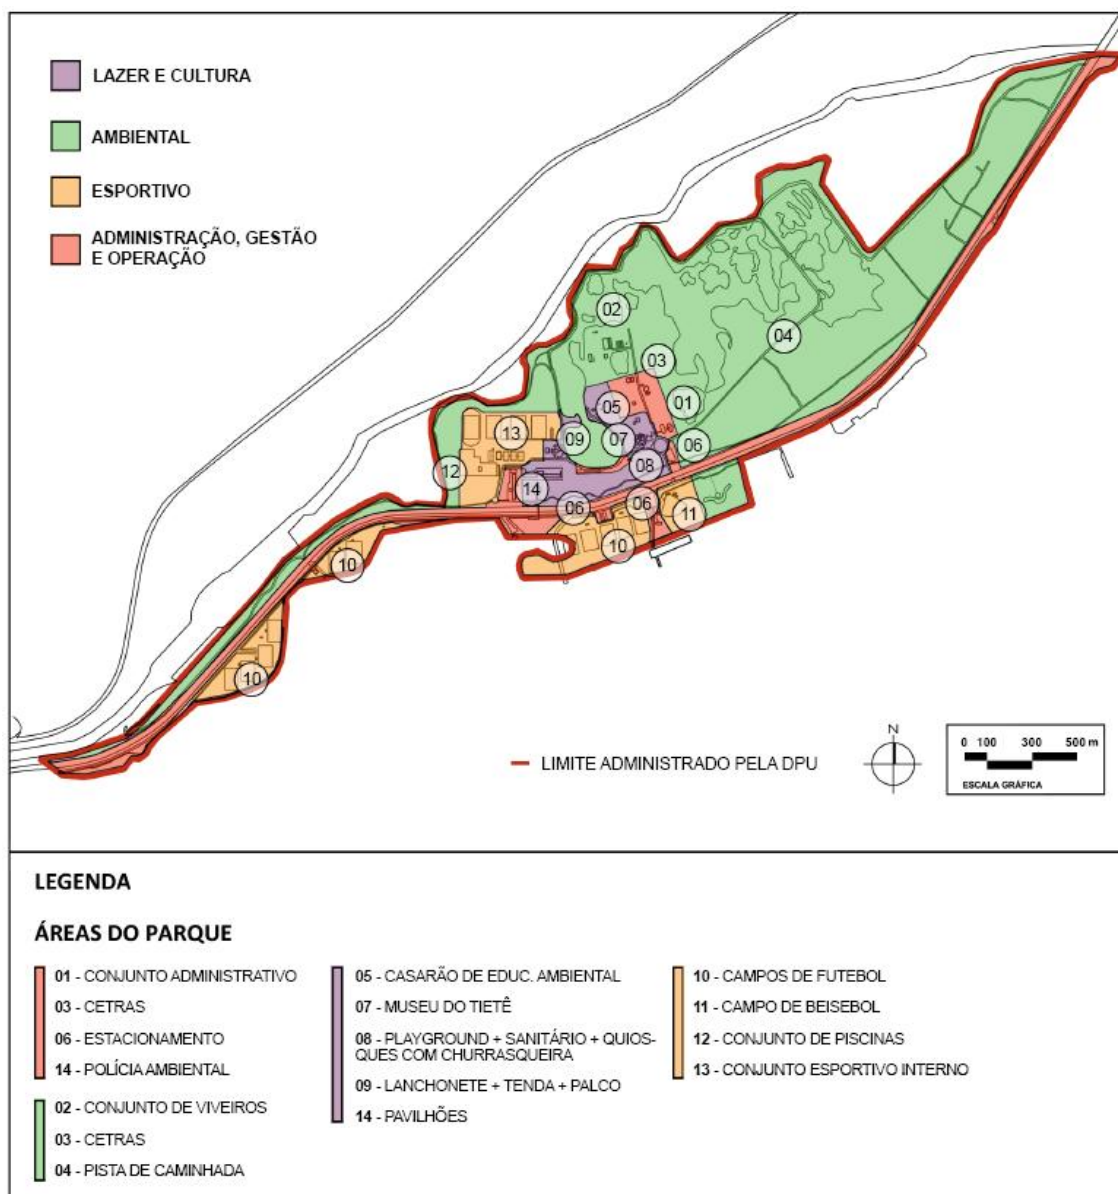 LAZER E CULTURA
AMBIENTAL
ESPORTIVO
ADMINISTRAÇÃO, GESTÃO
E OPERAÇÃO
02
04
03
05
01
13
09
07
06
12
08
14
06
06
11
10
10
10
N
LIMITE ADMINISTRADO PELA DPU
0 100 300 500 m
ESCALA GRÁFICA
LEGENDA
ÁREAS DO PARQUE
01 - CONJUNTO ADMINISTRATIVO
03 - CETRAS
06 - ESTACIONAMENTO
14 - POLÍCIA AMBIENTAL
02 - CONJUNTO DE VIVEIROS
03 - CETRAS
04 - PISTA DE CAMINHADA
05 - CASARÃO DE EDUC. AMBIENTAL
07 - MUSEU DO TIETÊ
08 - PLAYGROUND + SANITÁRIO + QUIOS-
QUES COM CHURRASQUEIRA
09 - LANCHONETE + TENDA + PALCO
14 - PAVILHÕES
10 - CAMPOS DE FUTEBOL
11 - CAMPO DE BEISEBOL
12 - CONJUNTO DE PISCINAS
13 - CONJUNTO ESPORTIVO INTERNO